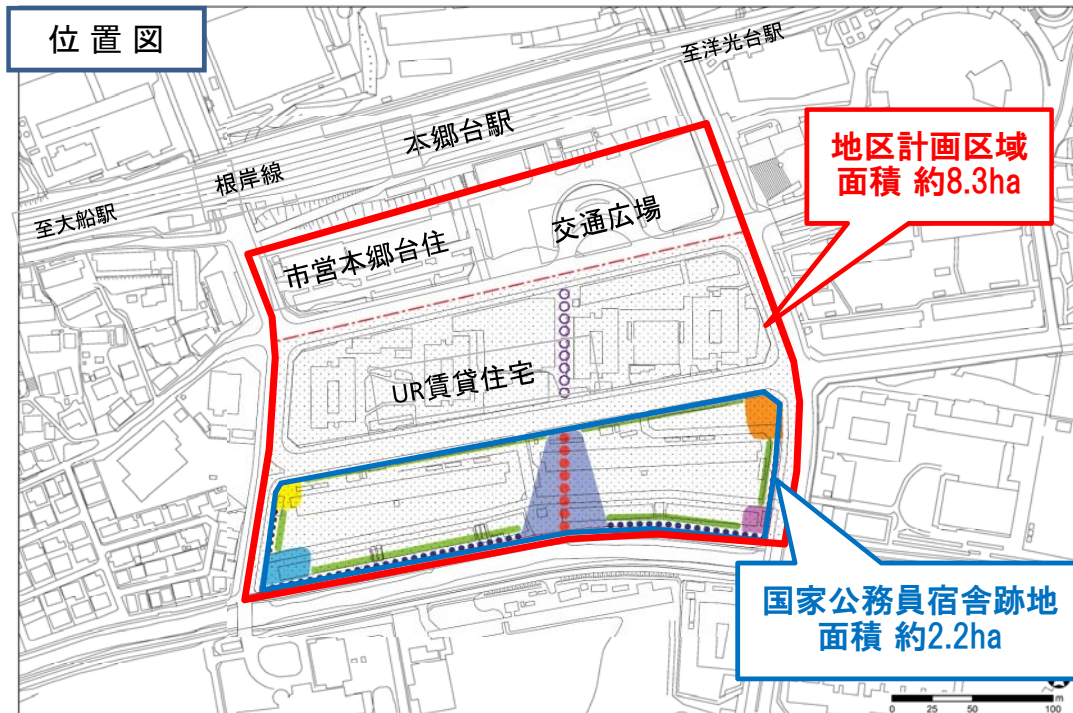 位置図
至洋光台駅
本郷台駅
根岸線
至大船駅
地区計画区域
面積 約8.3ha
交通広場
市営本郷台住
UR賃貸住宅
国家公務員宿舎跡地
面積 約2.2ha
0 25 50 100
m